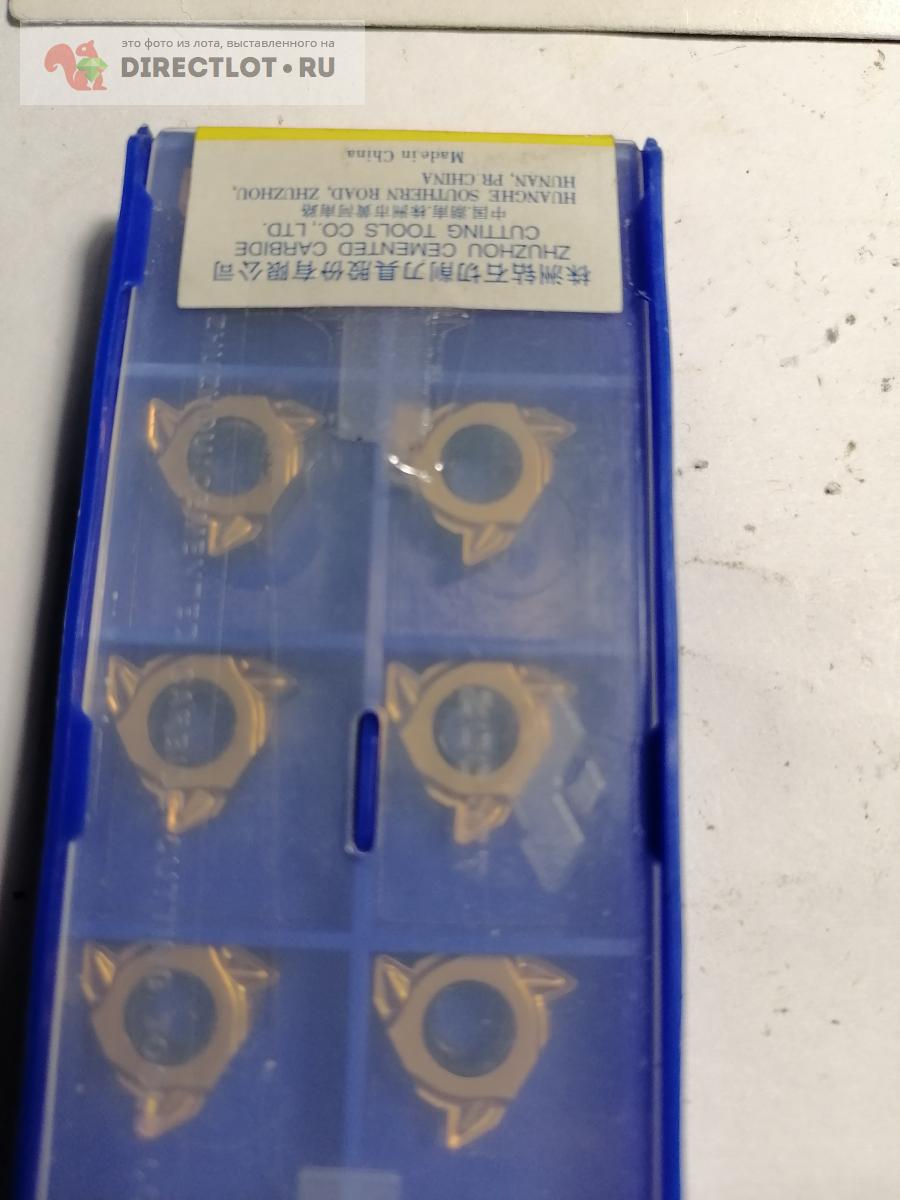 это фото из лота, выставленного на
DIRECTLOT•RU
株洲钻石切削刀具股份有限公司
ZHUZHOU CEMENTED CARBIDE
CUTTING TOOLS CO., LTD.
中国.湖南.株洲市黄河南路
HUANGHE SOUTHERN ROAD, ZHUZHOU,
HUNAN, PR.CHINA
Made in China